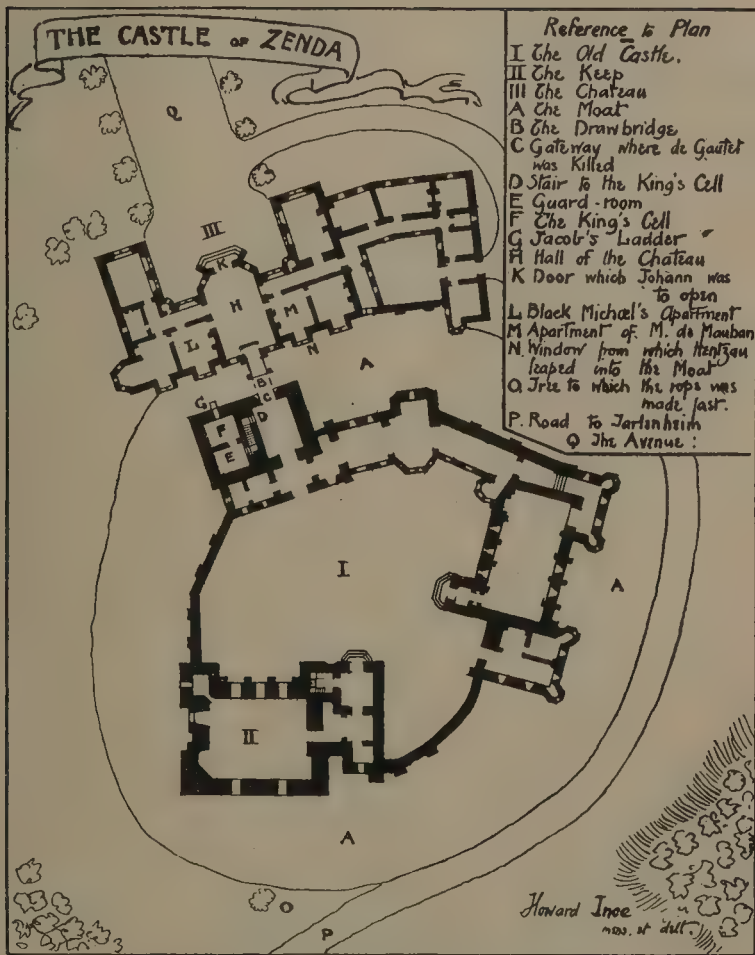 THE CASTLE OF ZENDA
Reference to Plan
I The Old Castle.
II The Keep
III The Chateau
A The Moat
B The Drawbridge
C Gateway where de Gautet
was Killed
D Stair to the King's Cell
E Guard-room
F The King's Cell
G Jacob's Ladder
H Hall of the Chateau
K Door which Johann was
to open
L Black Michael's Apartment
M Apartment of M. de Mauban
N Window from which Hentzau
leaped into the Moat
O Tree to which the rope was
made fast.
P. Road to Tarlenheim
Q The Avenue:
Q
III
K
H
M
L
N
A
B
C
G
D
F
E
I
A
II
A
O
P
Howard Ince
mens. et delt.